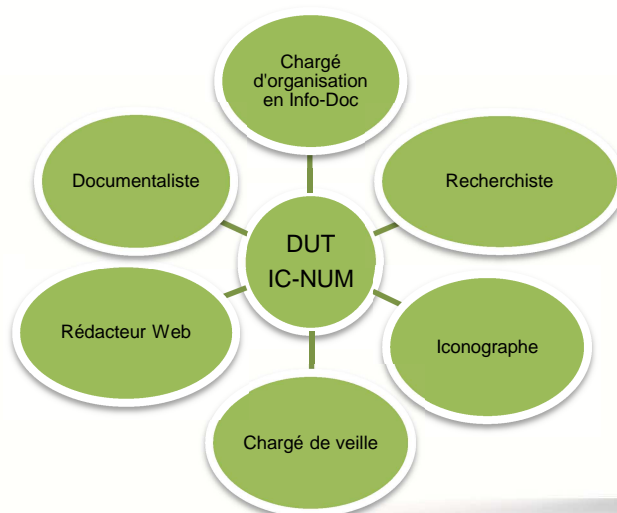 Chargé
d'organisation
en Info-Doc
Documentaliste
Recherchiste
DUT
IC-NUM
Rédacteur Web
Iconographe
Chargé de veille